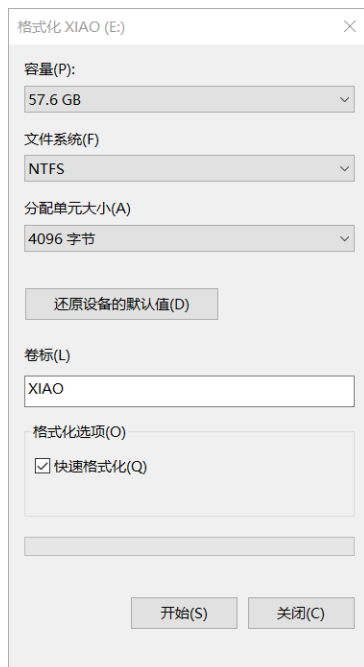 格式化 XIAO (E:)
容量(P):
57.6 GB
文件系统(F)
NTFS
分配单元大小(A)
4096 字节
还原设备的默认值(D)
卷标(L)
XIAO
格式化选项(O)
快速格式化(Q)
开始(S)
关闭(C)